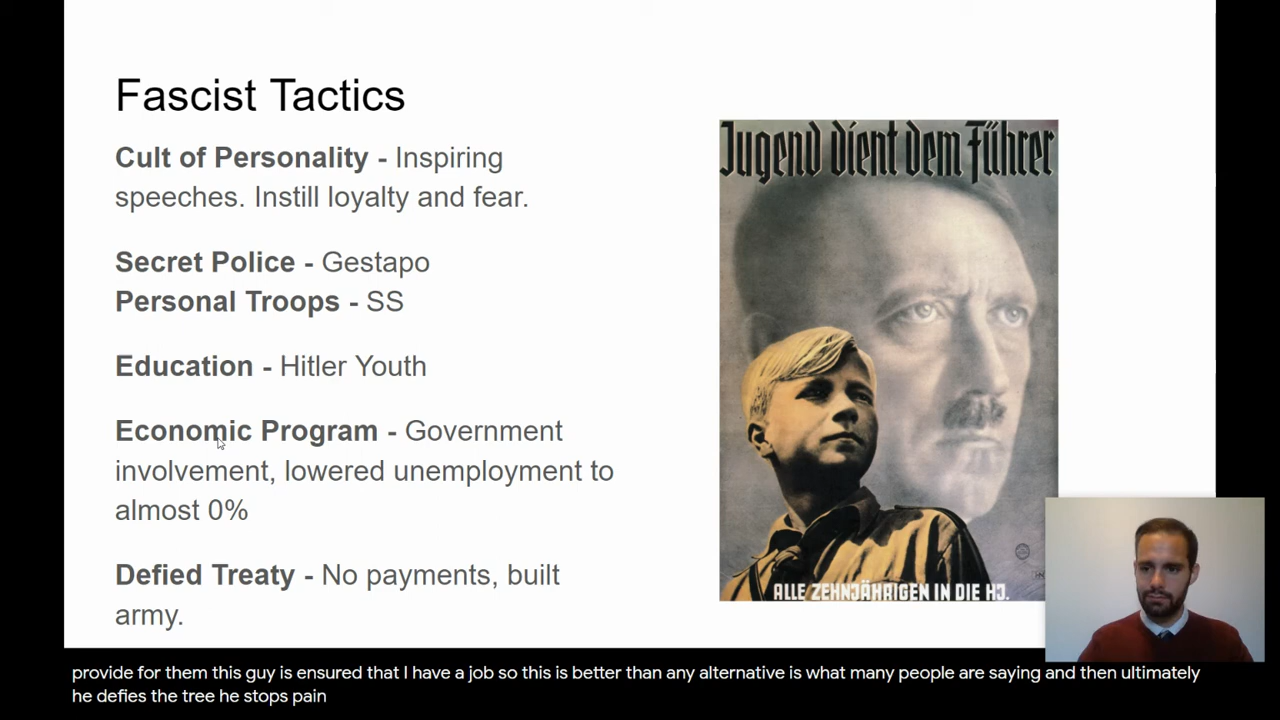 Fascist Tactics
Cult of Personality - Inspiring
speeches. Instill loyalty and fear.
Secret Police - Gestapo
Personal Troops - SS
Education - Hitler Youth
Economic Program - Government
involvement, lowered unemployment to
almost 0%
Defied Treaty - No payments, built
army.
Jugend dient dem Führer
ALLE ZEHNJÄHRIGEN IN DIE HJ.
provide for them this guy is ensured that I have a job so this is better than any alternative is what many people are saying and then ultimately
he defies the tree he stops pain